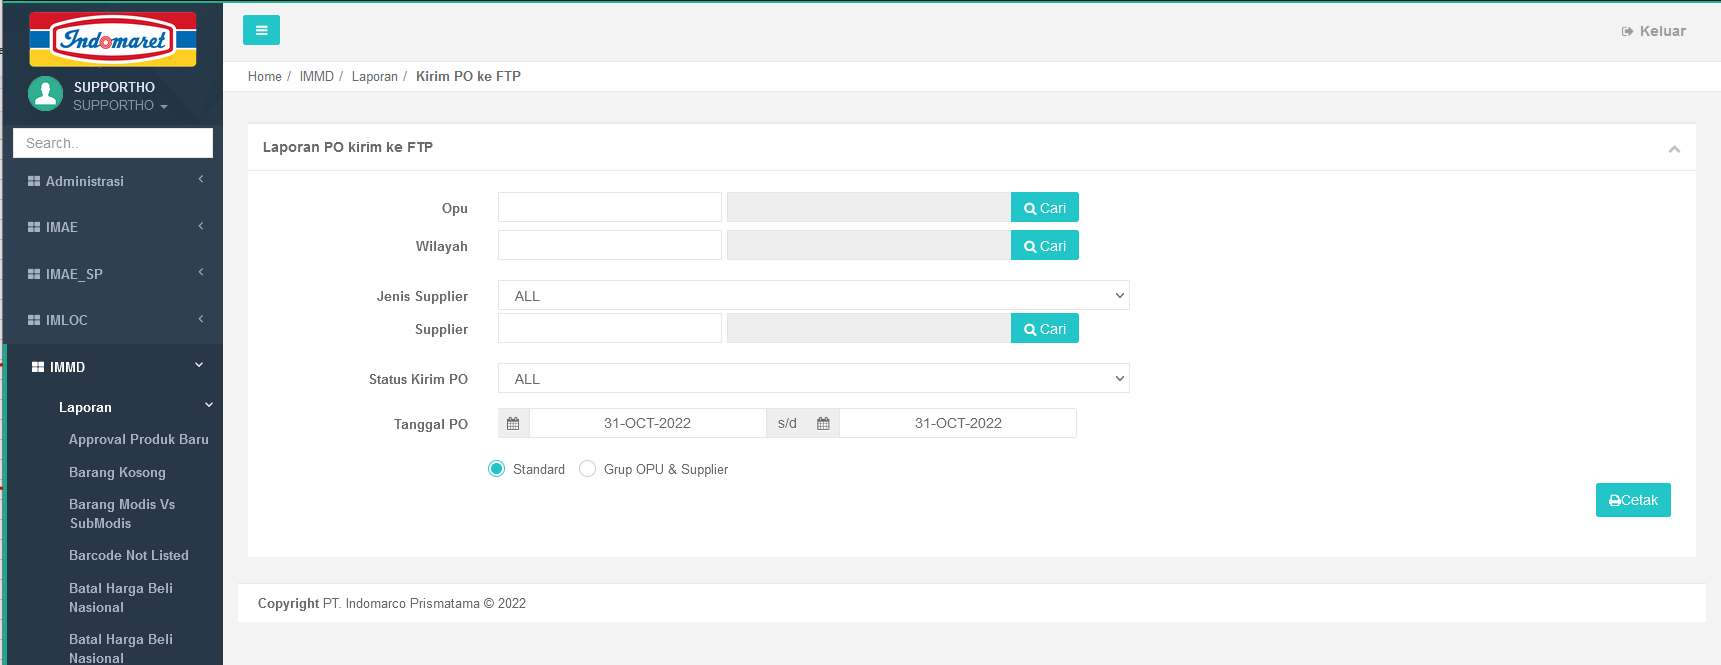 Indomaret
SUPPORTHO
SUPPORTHO
Search..
Administrasi
IMAE
IMAE_SP
IMLOC
IMMD
Laporan
Approval Produk Baru
Barang Kosong
Barang Modis Vs
SubModis
Barcode Not Listed
Batal Harga Beli
Nasional
Batal Harga Beli
Nasional
Keluar
Home / IMMD / Laporan / Kirim PO ke FTP
Laporan PO kirim ke FTP
Opu Cari
Wilayah Cari
Jenis Supplier ALL
Supplier Cari
Status Kirim PO ALL
Tanggal PO 31-OCT-2022 s/d 31-OCT-2022
Standard Grup OPU & Supplier
Cetak
Copyright PT. Indomarco Prismatama © 2022